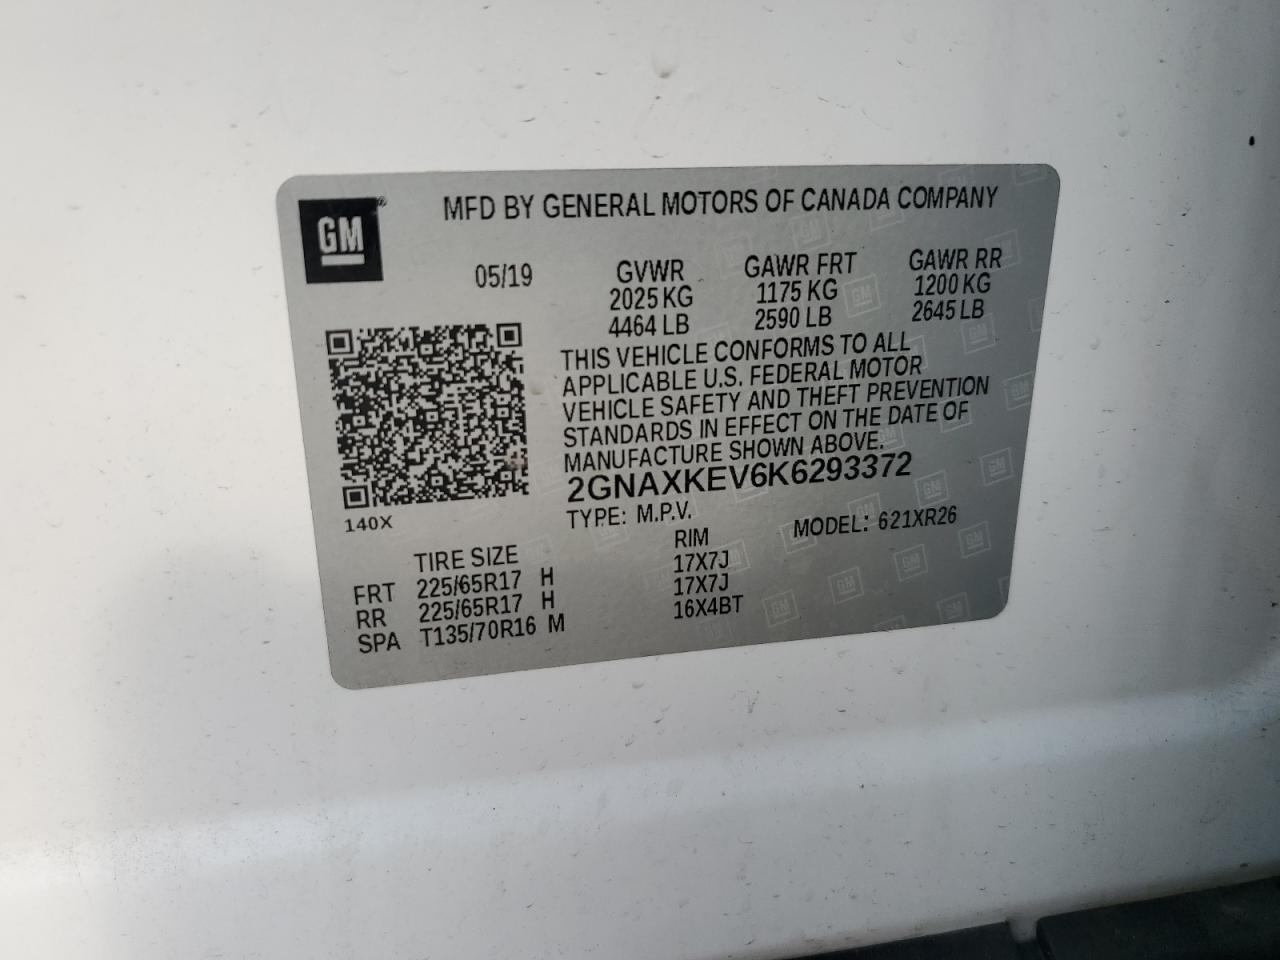 GM
MFD BY GENERAL MOTORS OF CANADA COMPANY
05/19
GVWR GAWR FRT GAWR RR
2025 KG 1175 KG 1200 KG
4464 LB 2590 LB 2645 LB
THIS VEHICLE CONFORMS TO ALL
APPLICABLE U.S. FEDERAL MOTOR
VEHICLE SAFETY AND THEFT PREVENTION
STANDARDS IN EFFECT ON THE DATE OF
MANUFACTURE SHOWN ABOVE.
2GNAXKEV6K6293372
140X
TYPE: M.P.V. MODEL: 621XR26
TIRE SIZE RIM
FRT 225/65R17 H 17X7J
RR 225/65R17 H 17X7J
SPA T135/70R16 M 16X4BT